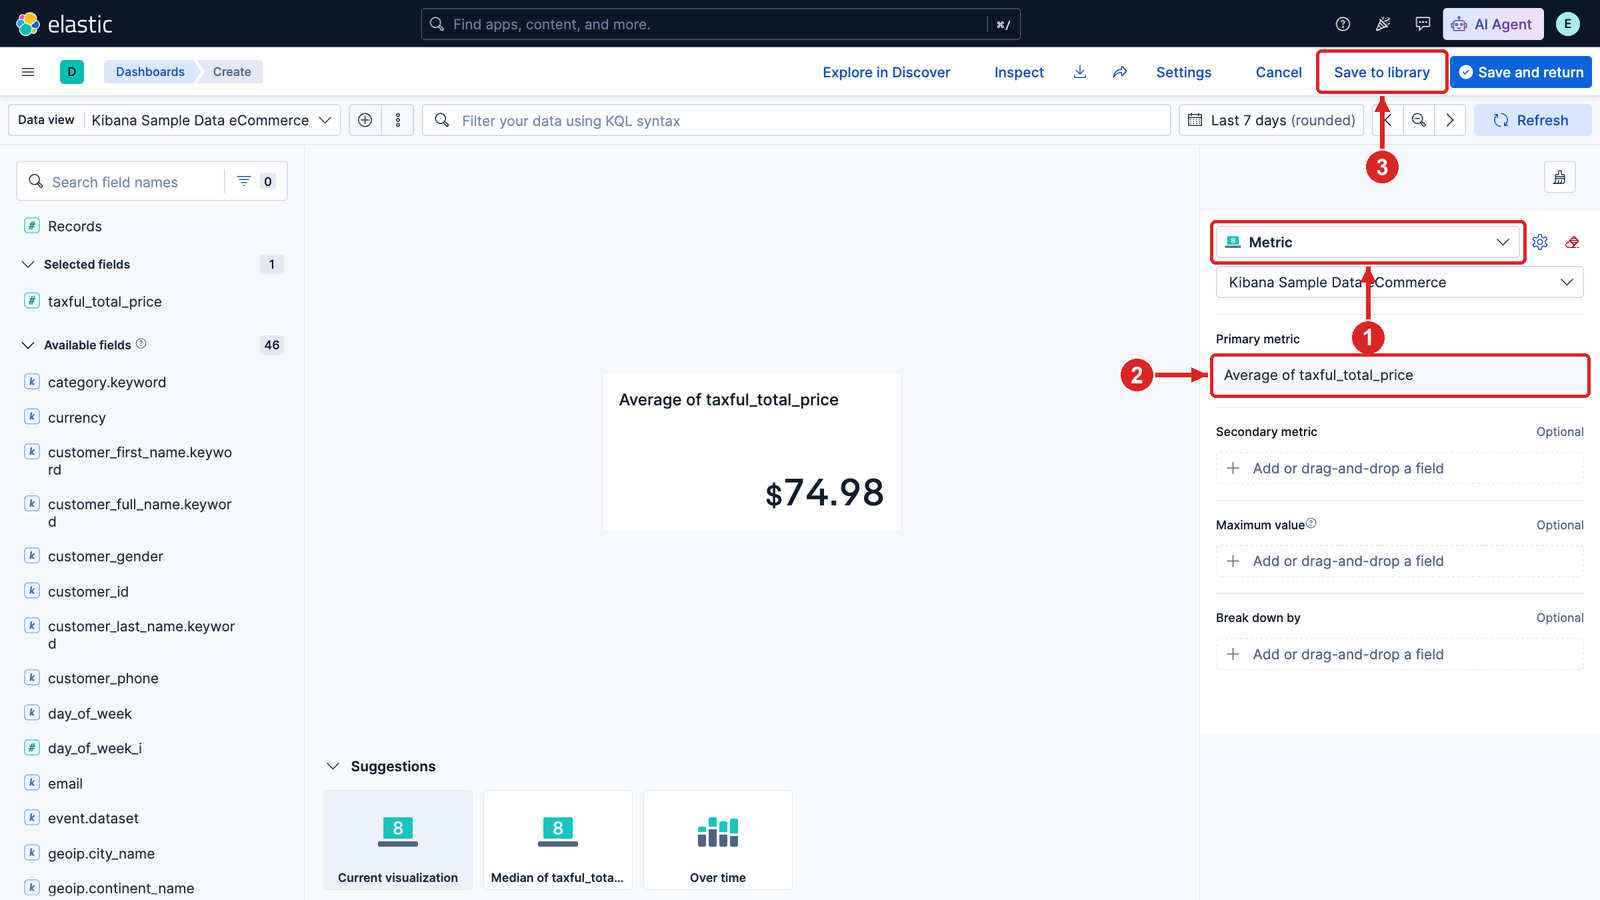 elastic
Find apps, content, and more.
⌘/
AI Agent
E
D
Dashboards
Create
Explore in Discover
Inspect
Settings
Cancel
Save to library
Save and return
Data view
Kibana Sample Data eCommerce
Filter your data using KQL syntax
Last 7 days (rounded)
Refresh
3
Search field names
0
Records
Selected fields
1
taxful_total_price
Available fields
46
category.keyword
currency
customer_first_name.keywo
rd
customer_full_name.keywor
d
customer_gender
customer_id
customer_last_name.keywor
d
customer_phone
day_of_week
day_of_week_i
email
event.dataset
geoip.city_name
geoip.continent_name
Average of taxful_total_price
$74.98
Suggestions
8
Current visualization
8
Median of taxful_tota...
Over time
Metric
Kibana Sample Data eCommerce
1
Primary metric
2
Average of taxful_total_price
Secondary metric
Optional
Add or drag-and-drop a field
Maximum value
Optional
Add or drag-and-drop a field
Break down by
Optional
Add or drag-and-drop a field